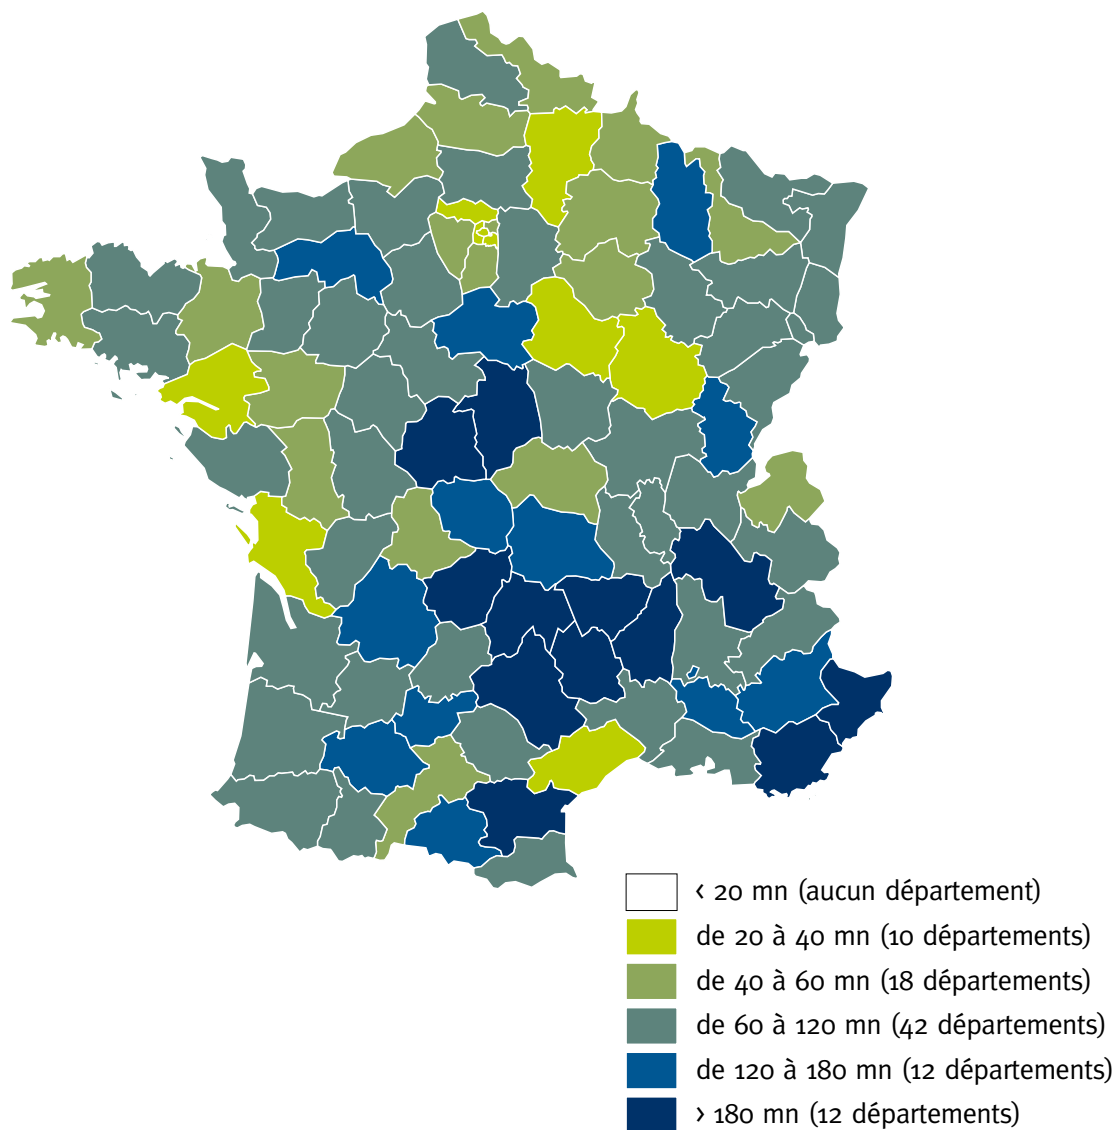 ‹ 20 mn (aucun département)
de 20 à 40 mn (10 départements)
de 40 à 60 mn (18 départements)
de 60 à 120 mn (42 départements)
de 120 à 180 mn (12 départements)
› 180 mn (12 départements)